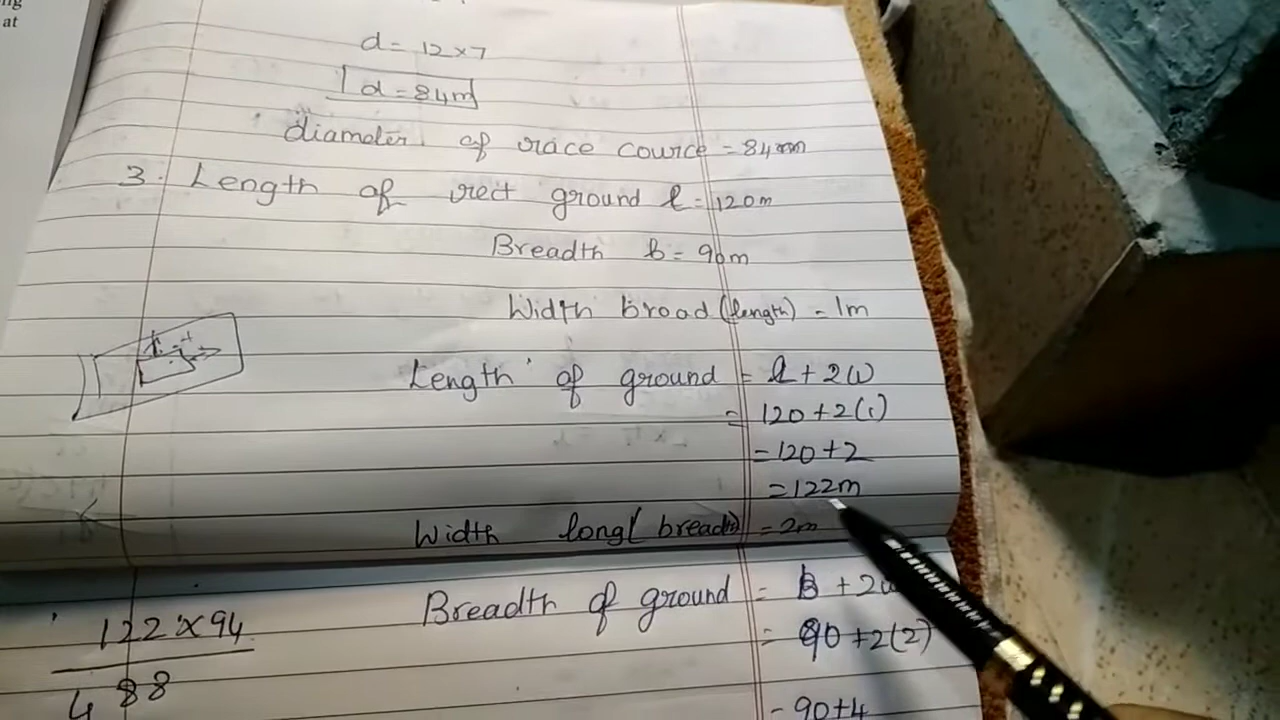 at
d = 12 × 7
d = 84m
diameter of race cource = 84m
3. Length of rect ground l = 120m
Breadth b = 90m
Width broad (length) = 1m
Length of ground = l + 2w
= 120 + 2(1)
= 120 + 2
= 122m
Width long( breadth) = 2m
Breadth of ground = B + 2w
= 90 + 2(2)
= 90+4
122 × 94
488